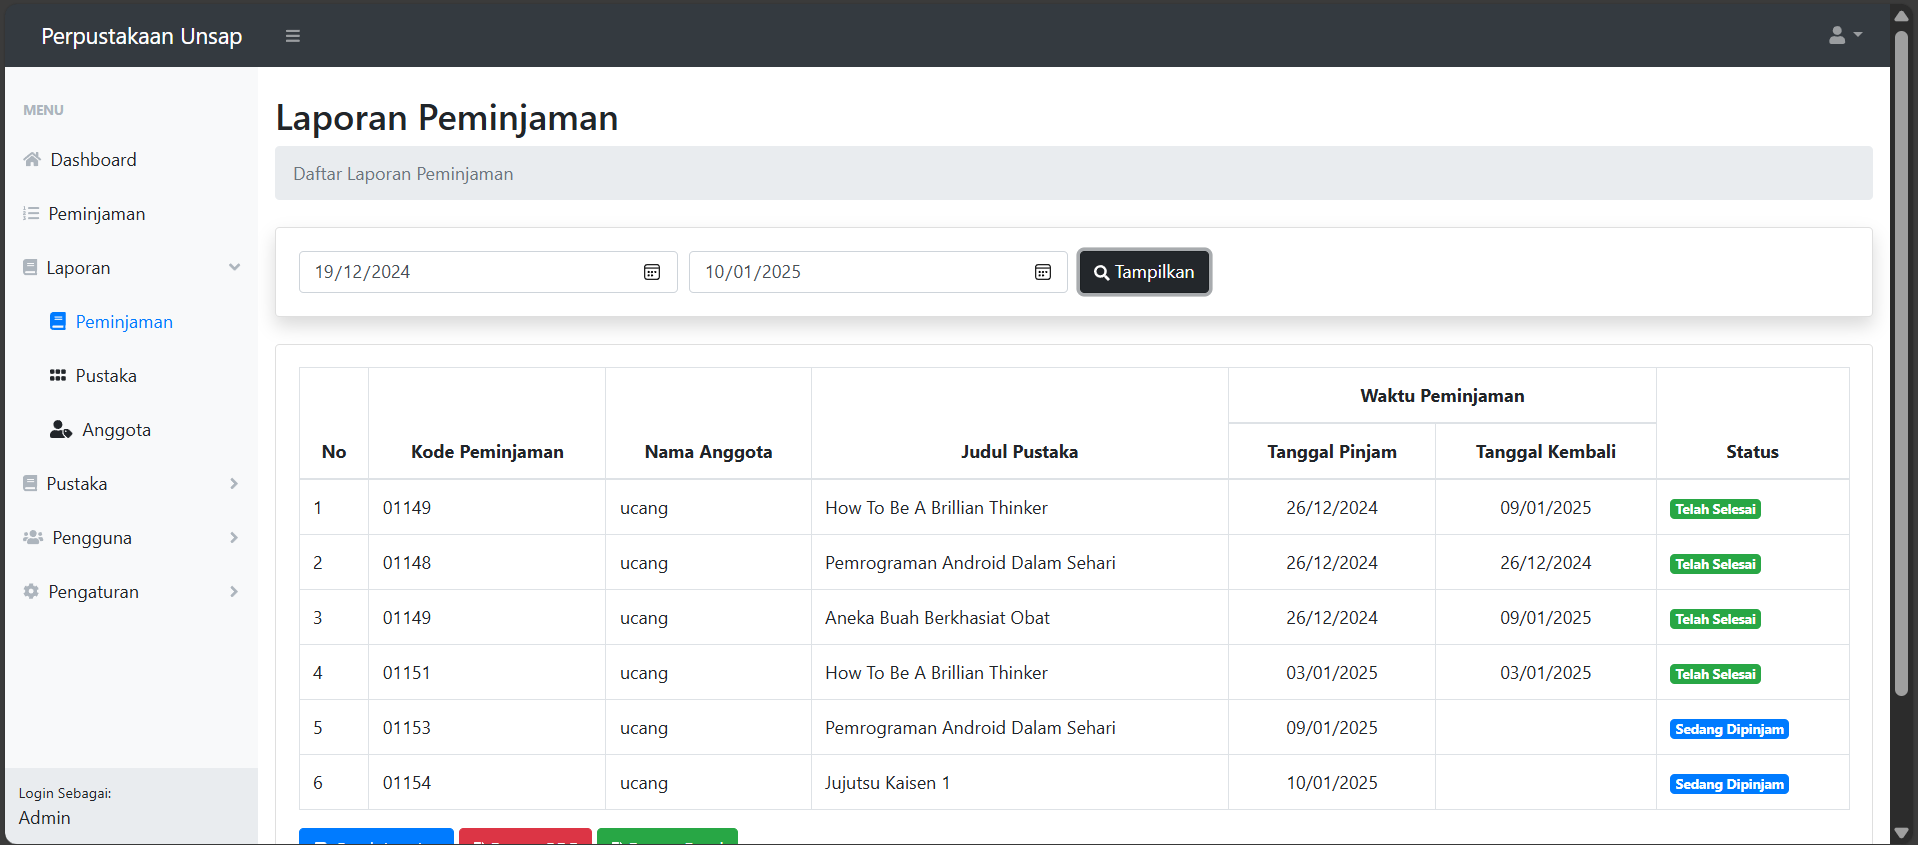 Perpustakaan Unsap
MENU
Dashboard
Peminjaman
Laporan
Peminjaman
Pustaka
Anggota
Pustaka
Pengguna
Pengaturan
Login Sebagai:
Admin
Laporan Peminjaman
Daftar Laporan Peminjaman
19/12/2024 10/01/2025 Tampilkan
Waktu Peminjaman
No Kode Peminjaman Nama Anggota Judul Pustaka Tanggal Pinjam Tanggal Kembali Status
1 01149 ucang How To Be A Brillian Thinker 26/12/2024 09/01/2025 Telah Selesai
2 01148 ucang Pemrograman Android Dalam Sehari 26/12/2024 26/12/2024 Telah Selesai
3 01149 ucang Aneka Buah Berkhasiat Obat 26/12/2024 09/01/2025 Telah Selesai
4 01151 ucang How To Be A Brillian Thinker 03/01/2025 03/01/2025 Telah Selesai
5 01153 ucang Pemrograman Android Dalam Sehari 09/01/2025 Sedang Dipinjam
6 01154 ucang Jujutsu Kaisen 1 10/01/2025 Sedang Dipinjam